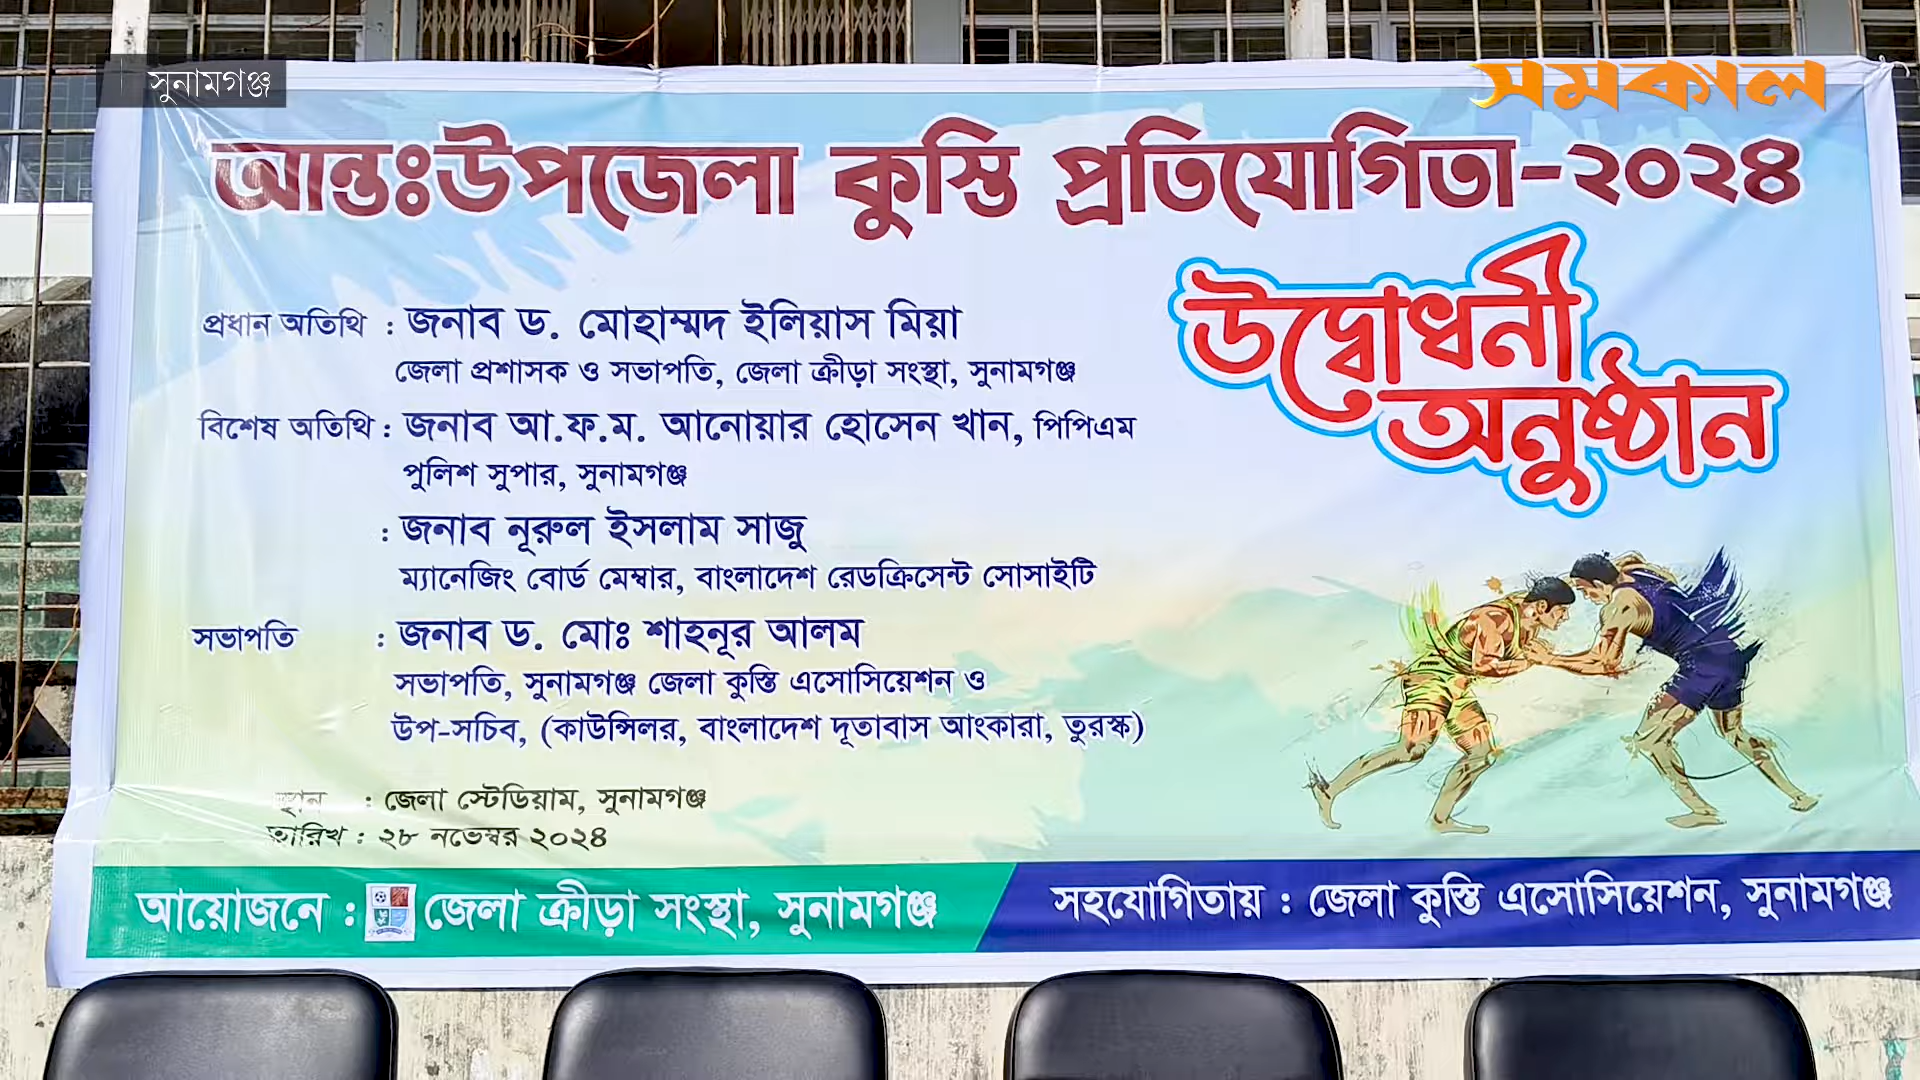 সুনামগঞ্জ
সমকাল
আন্তঃউপজেলা কুস্তি প্রতিযোগিতা-২০২৪
উদ্বোধনী
অনুষ্ঠান
প্রধান অতিথি : জনাব ড. মোহাম্মদ ইলিয়াস মিয়া
জেলা প্রশাসক ও সভাপতি, জেলা ক্রীড়া সংস্থা, সুনামগঞ্জ
বিশেষ অতিথি : জনাব আ.ফ.ম. আনোয়ার হোসেন খান, পিপিএম
পুলিশ সুপার, সুনামগঞ্জ
: জনাব নূরুল ইসলাম সাজু
ম্যানেজিং বোর্ড মেম্বার, বাংলাদেশ রেডক্রিসেন্ট সোসাইটি
সভাপতি : জনাব ড. মোঃ শাহনূর আলম
সভাপতি, সুনামগঞ্জ জেলা কুস্তি এসোসিয়েশন ও
উপ-সচিব, (কাউন্সিলর, বাংলাদেশ দূতাবাস আংকারা, তুরস্ক)
স্থান : জেলা স্টেডিয়াম, সুনামগঞ্জ
তারিখ : ২৮ নভেম্বর ২০২৪
আয়োজনে : জেলা ক্রীড়া সংস্থা, সুনামগঞ্জ
সহযোগিতায় : জেলা কুস্তি এসোসিয়েশন, সুনামগঞ্জ